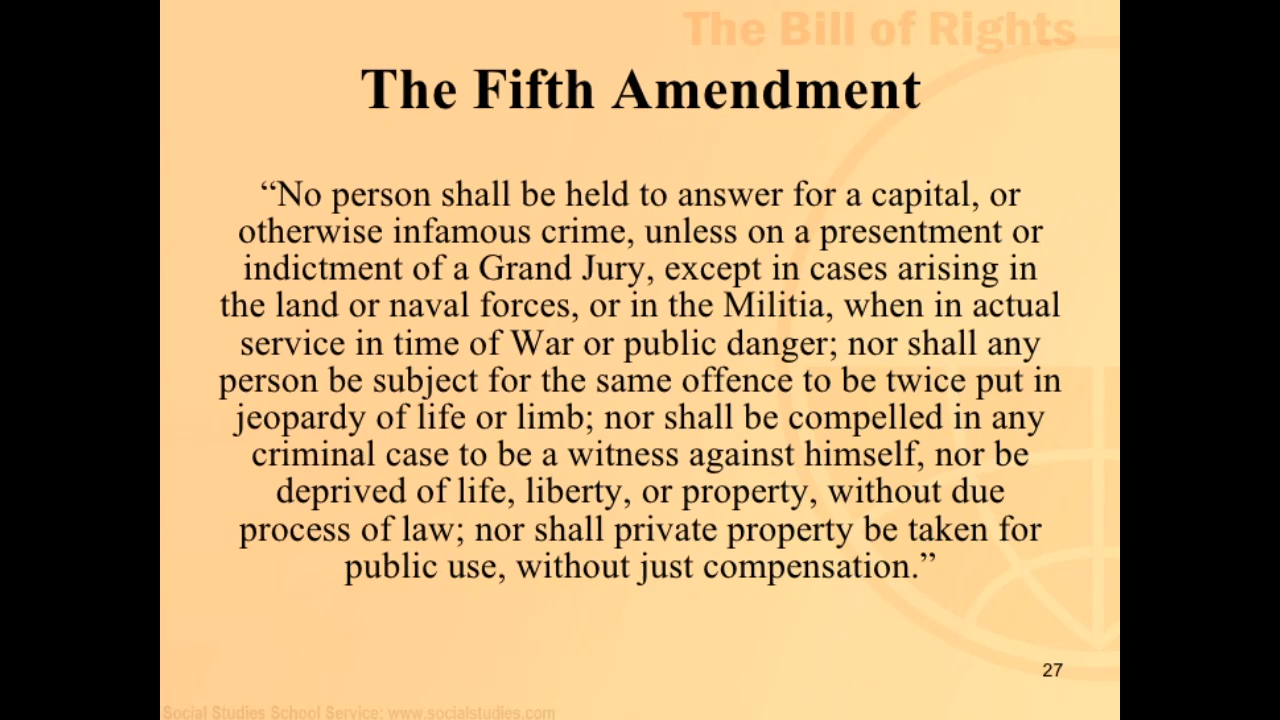 The Bill of Rights
The Fifth Amendment
“No person shall be held to answer for a capital, or
otherwise infamous crime, unless on a presentment or
indictment of a Grand Jury, except in cases arising in
the land or naval forces, or in the Militia, when in actual
service in time of War or public danger; nor shall any
person be subject for the same offence to be twice put in
jeopardy of life or limb; nor shall be compelled in any
criminal case to be a witness against himself, nor be
deprived of life, liberty, or property, without due
process of law; nor shall private property be taken for
public use, without just compensation.”
27
Social Studies School Service: www.socialstudies.com